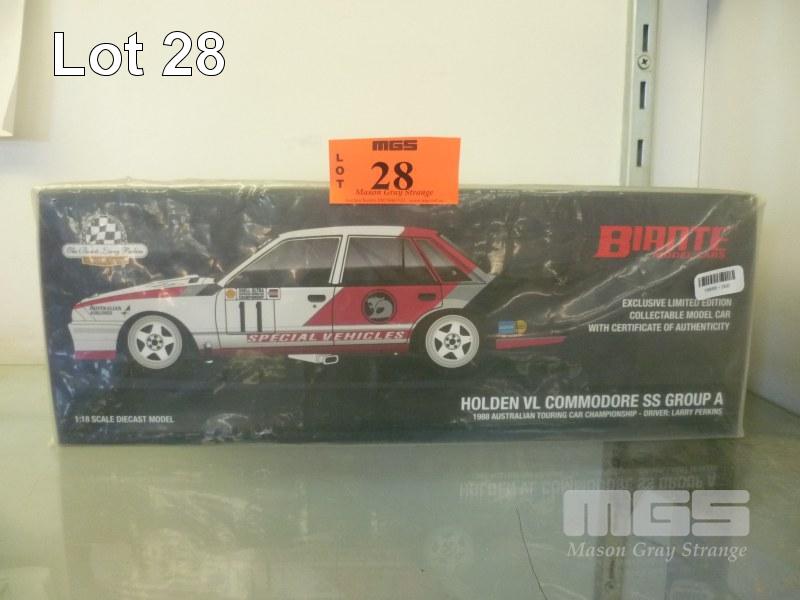 Lot 28
MGS
LOT
28
Mason Gray Strange
BIANTE
MODEL CARS
EXCLUSIVE LIMITED EDITION
COLLECTABLE MODEL CAR
WITH CERTIFICATE OF AUTHENTICITY
AUSTRALIAN
AIRLINES
11
SPECIAL VEHICLES
HOLDEN VL COMMODORE SS GROUP A
1988 AUSTRALIAN TOURING CAR CHAMPIONSHIP - DRIVER: LARRY PERKINS
1:18 SCALE DIECAST MODEL
MGS
Mason Gray Strange